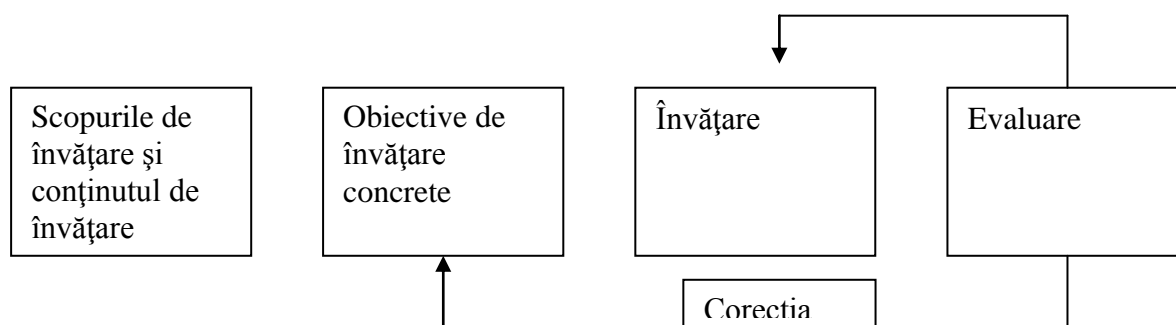 Scopurile de
învăţare şi
conţinutul de
învăţare
Obiective de
învăţare
concrete
Învăţare
Evaluare
Corecţia